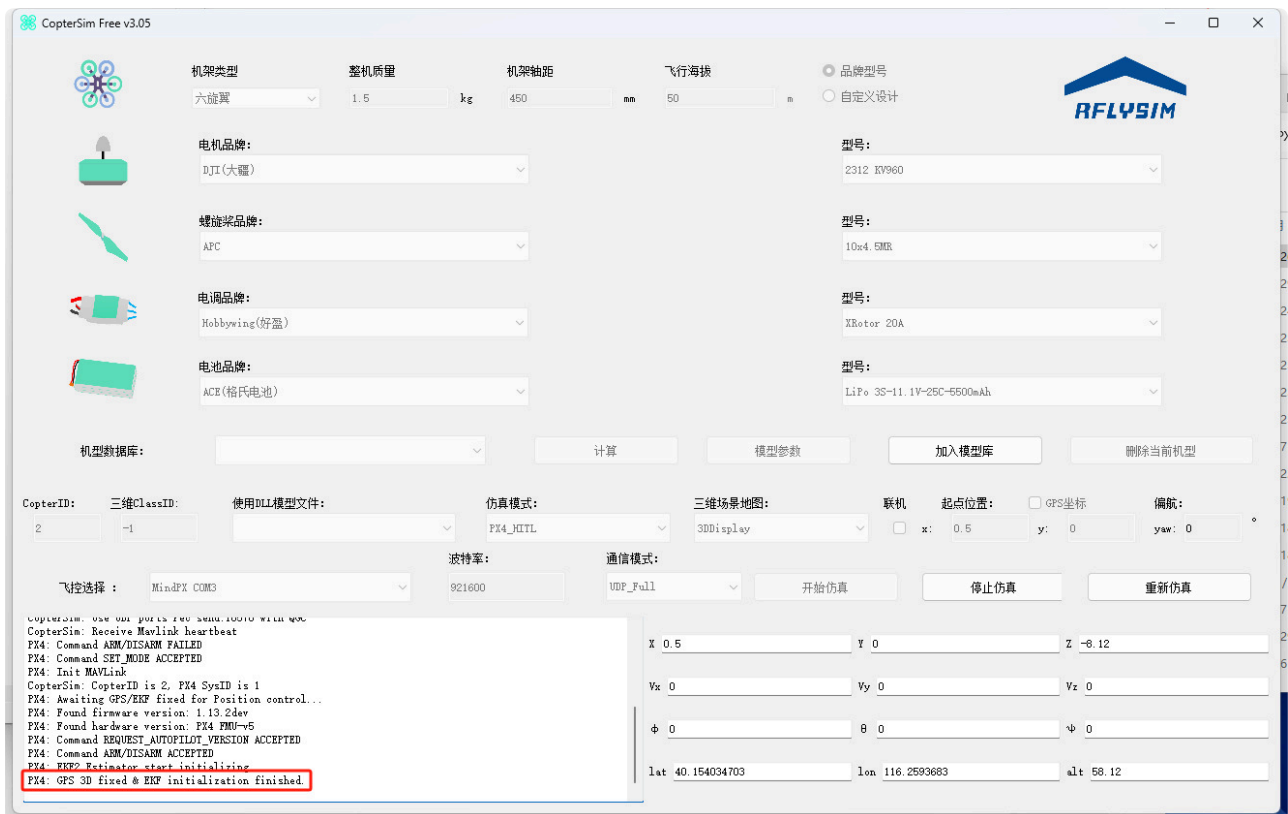 CopterSim Free v3.05
机架类型 整机质量 机架轴距 飞行海拔 品牌型号
六旋翼 1.5 kg 450 mm 50 m 自定义设计
RFLYSIM
电机品牌: 型号:
DJI(大疆) 2312 KV960
螺旋桨品牌: 型号:
APC 10x4.5MR
电调品牌: 型号:
Hobbywing(好盈) XRotor 20A
电池品牌: 型号:
ACE(格氏电池) LiPo 3S-11.1V-25C-5500mAh
机型数据库: 计算 模型参数 加入模型库 删除当前机型
CopterID: 三维ClassID: 使用DLL模型文件: 仿真模式: 三维场景地图: 联机 起点位置: GPS坐标 偏航:
2 -1 PX4_HITL 3DDisplay x: 0.5 y: 0 yaw: 0 °
波特率: 通信模式:
飞控选择 : MindPX COM3 921600 UDP_Full 开始仿真 停止仿真 重新仿真
CopterSim: Receive Mavlink heartbeat
PX4: Command ARM/DISARM FAILED
PX4: Command SET_MODE ACCEPTED
PX4: Init MAVLink
CopterSim: CopterID is 2, PX4 SysID is 1
PX4: Awaiting GPS/EKF fixed for Position control...
PX4: Found firmware version: 1.13.2dev
PX4: Found hardware version: PX4 FMU-v5
PX4: Command REQUEST_AUTOPILOT_VERSION ACCEPTED
PX4: Command ARM/DISARM ACCEPTED
PX4: EKF2 Estimator start initializing
PX4: GPS 3D fixed & EKF initialization finished.
X 0.5 Y 0 Z -8.12
Vx 0 Vy 0 Vz 0
ϕ 0 θ 0 ψ 0
lat 40.154034703 lon 116.2593683 alt 58.12